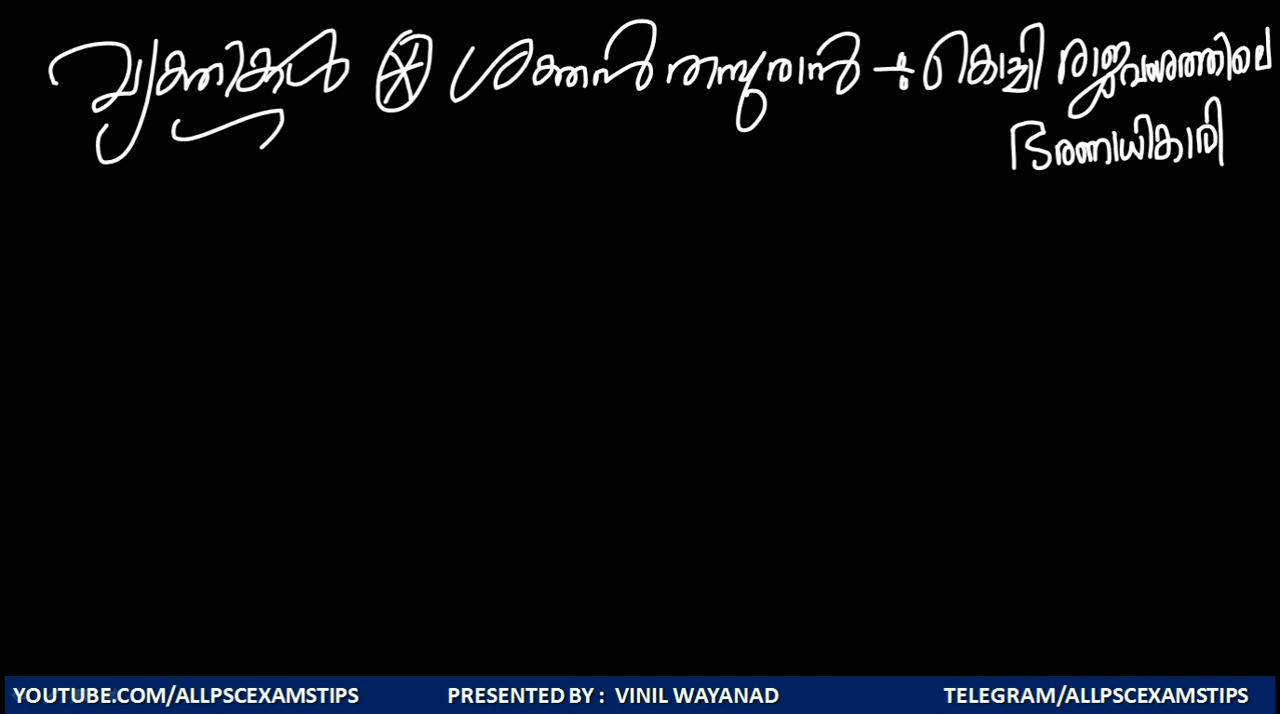 വ്യക്തികൾ * ശക്തൻ തമ്പുരാൻ ÷ കൊച്ചി രാജവംശത്തിലെ
ഭരണാധികാരി
YOUTUBE.COM/ALLPSCEXAMSTIPS PRESENTED BY : VINIL WAYANAD TELEGRAM/ALLPSCEXAMSTIPS